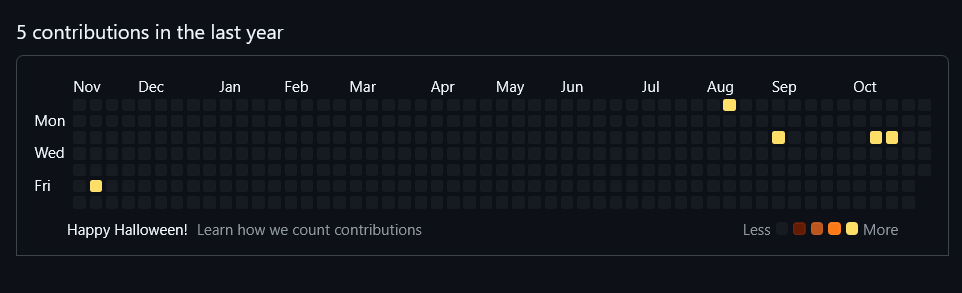 5 contributions in the last year
Nov Dec Jan Feb Mar Apr May Jun Jul Aug Sep Oct
Mon
Wed
Fri
Happy Halloween! Learn how we count contributions Less More